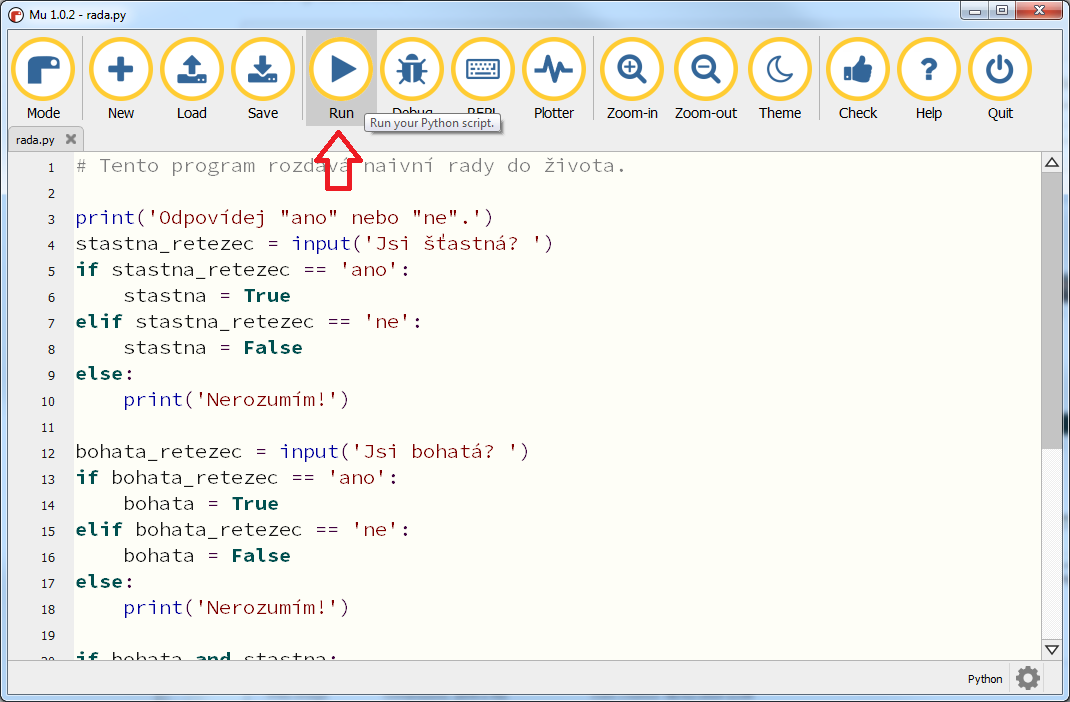 Mu 1.0.2 - rada.py
Mode New Load Save Run Debug REPL Plotter Zoom-in Zoom-out Theme Check Help Quit
Run your Python script.
rada.py
1 # Tento program rozdává naivní rady do života.
2
3 print('Odpovídej "ano" nebo "ne".')
4 stastna_retezec = input('Jsi šťastná? ')
5 if stastna_retezec == 'ano':
6 stastna = True
7 elif stastna_retezec == 'ne':
8 stastna = False
9 else:
10 print('Nerozumím!')
11
12 bohata_retezec = input('Jsi bohatá? ')
13 if bohata_retezec == 'ano':
14 bohata = True
15 elif bohata_retezec == 'ne':
16 bohata = False
17 else:
18 print('Nerozumím!')
19
20 if bohata and stastna:
Python